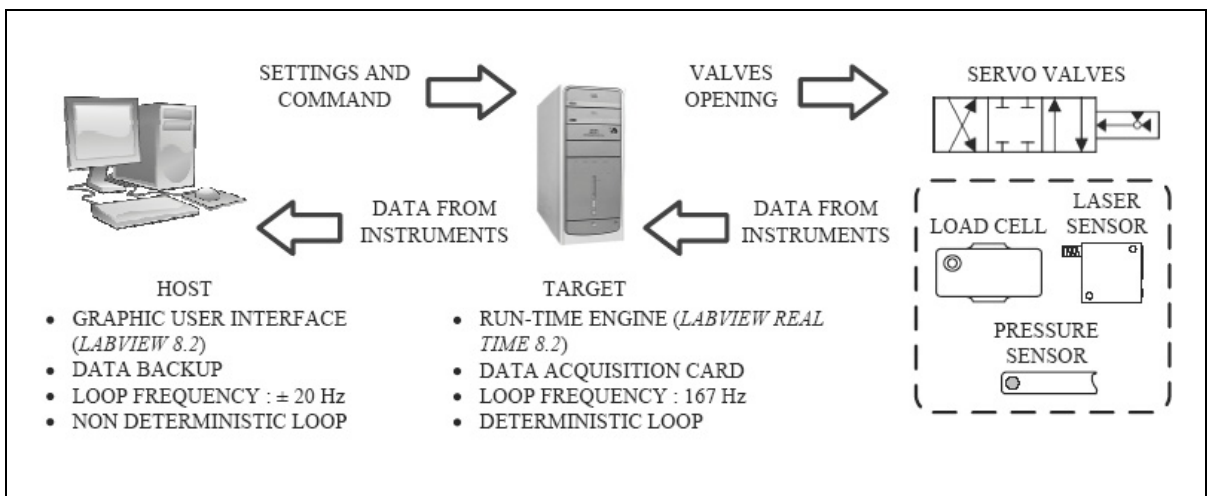 SETTINGS AND
COMMAND
VALVES
OPENING
SERVO VALVES
DATA FROM
INSTRUMENTS
DATA FROM
INSTRUMENTS
LOAD CELL
LASER
SENSOR
PRESSURE
SENSOR
HOST
• GRAPHIC USER INTERFACE
(LABVIEW 8.2)
• DATA BACKUP
• LOOP FREQUENCY : ± 20 Hz
• NON DETERMINISTIC LOOP
TARGET
• RUN-TIME ENGINE (LABVIEW REAL
TIME 8.2)
• DATA ACQUISITION CARD
• LOOP FREQUENCY : 167 Hz
• DETERMINISTIC LOOP